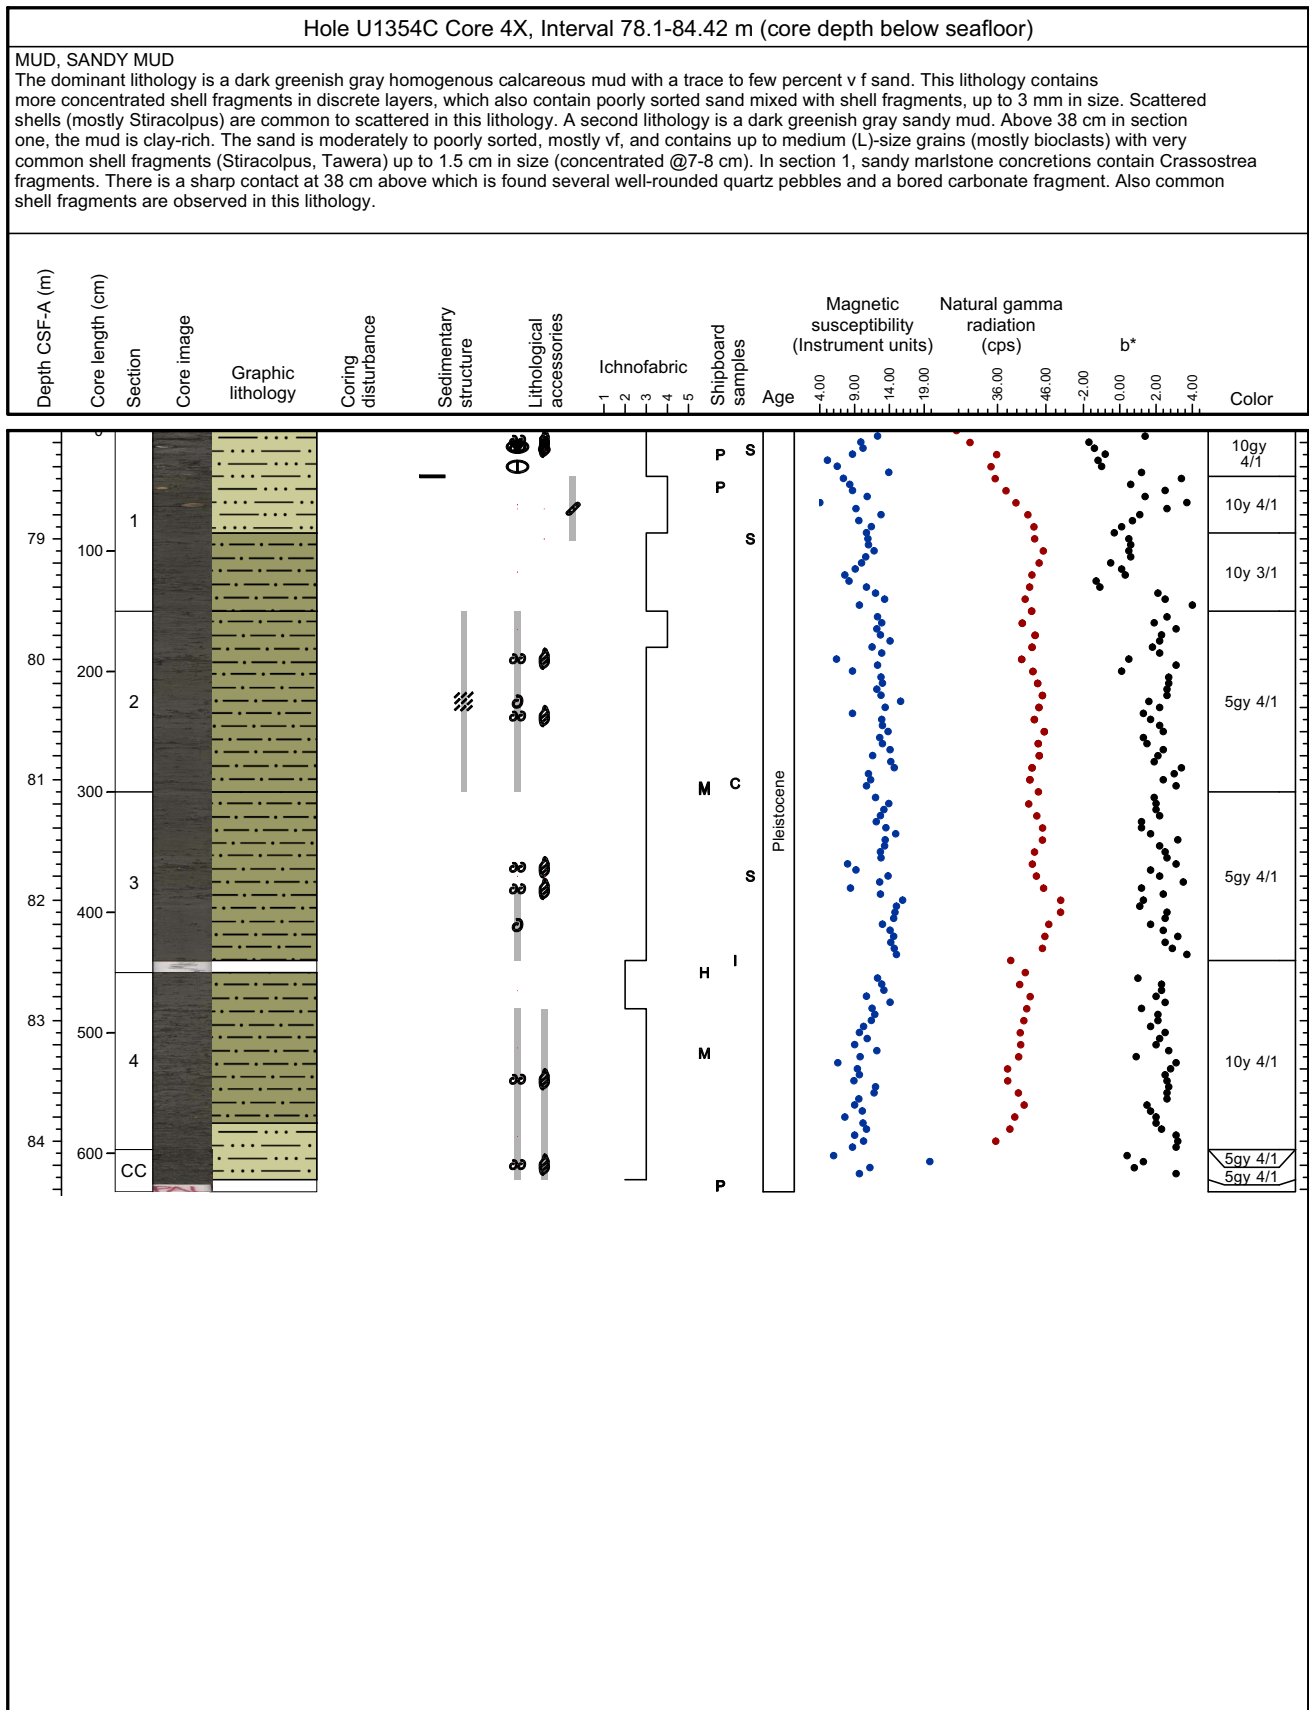 Hole U1354C Core 4X, Interval 78.1-84.42 m (core depth below seafloor)
MUD, SANDY MUD
The dominant lithology is a dark greenish gray homogenous calcareous mud with a trace to few percent v f sand. This lithology contains
more concentrated shell fragments in discrete layers, which also contain poorly sorted sand mixed with shell fragments, up to 3 mm in size. Scattered
shells (mostly Stiracolpus) are common to scattered in this lithology. A second lithology is a dark greenish gray sandy mud. Above 38 cm in section
one, the mud is clay-rich. The sand is moderately to poorly sorted, mostly vf, and contains up to medium (L)-size grains (mostly bioclasts) with very
common shell fragments (Stiracolpus, Tawera) up to 1.5 cm in size (concentrated @7-8 cm). In section 1, sandy marlstone concretions contain Crassostrea
fragments. There is a sharp contact at 38 cm above which is found several well-rounded quartz pebbles and a bored carbonate fragment. Also common
shell fragments are observed in this lithology.
Depth CSF-A (m)
Core length (cm)
Section
Core image
Graphic
lithology
Coring
disturbance
Sedimentary
structure
Lithological
accessories
Ichnofabric
1 2 3 4 5
Shipboard
samples
Age
Magnetic
susceptibility
(Instrument units)
4.00 9.00 14.00 19.00
Natural gamma
radiation
(cps)
36.00 46.00
b*
-2.00 0.00 2.00 4.00
Color
0
P S
10gy
4/1
P
10y 4/1
1
79
100
S
10y 3/1
80
200
2
5gy 4/1
81
300
M C
Pleistocene
3
S
5gy 4/1
82
400
I
H
83
500
4
M
10y 4/1
84
600
CC
5gy 4/1
5gy 4/1
P